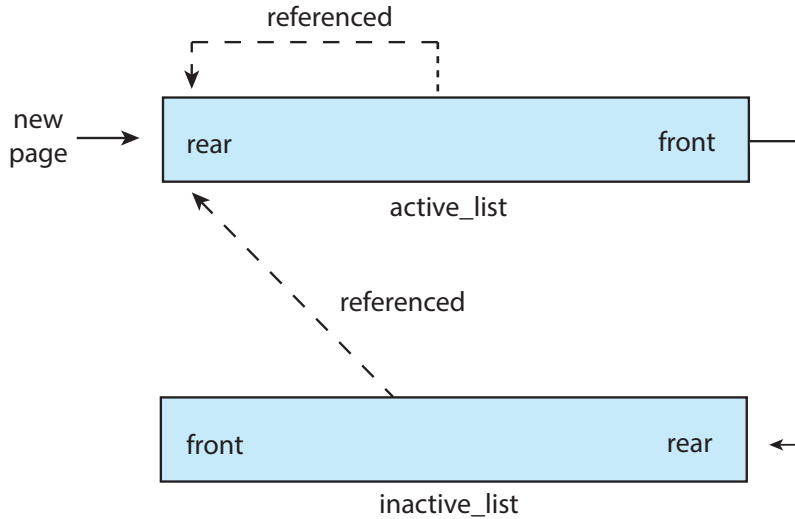 referenced
new
page
rear
front
active_list
referenced
front
rear
inactive_list